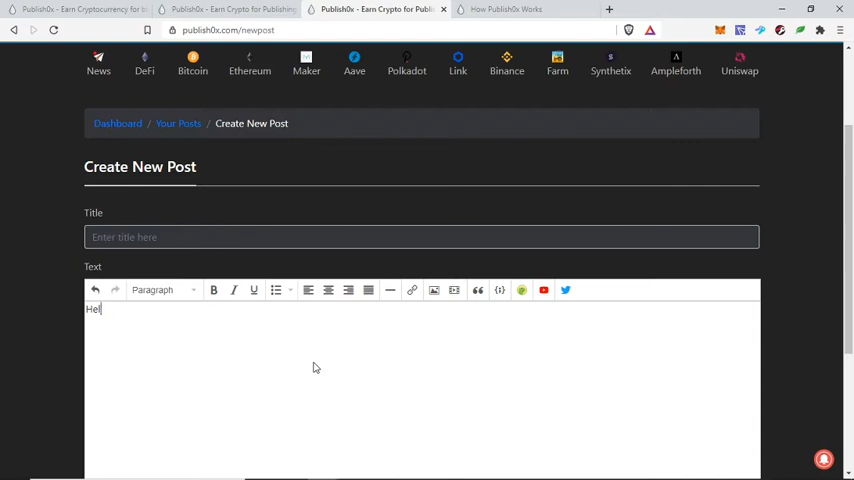 Publish0x - Earn Cryptocurrency for b
Publish0x - Earn Crypto for Publishing
Publish0x - Earn Crypto for Publi
How Publish0x Works
publish0x.com/newpost
News
DeFi
Bitcoin
Ethereum
Maker
Aave
Polkadot
Link
Binance
Farm
Synthetix
Ampleforth
Uniswap
Dashboard / Your Posts / Create New Post
Create New Post
Title
Enter title here
Text
Paragraph B I U
Hel